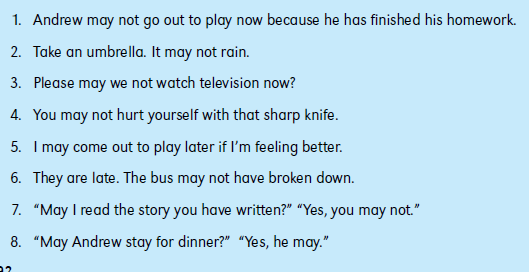 1. Andrew may not go out to play now because he has finished his homework.
2. Take an umbrella. It may not rain.
3. Please may we not watch television now?
4. You may not hurt yourself with that sharp knife.
5. I may come out to play later if I'm feeling better.
6. They are late. The bus may not have broken down.
7. “May I read the story you have written?” “Yes, you may not.”
8. “May Andrew stay for dinner?” “Yes, he may.”